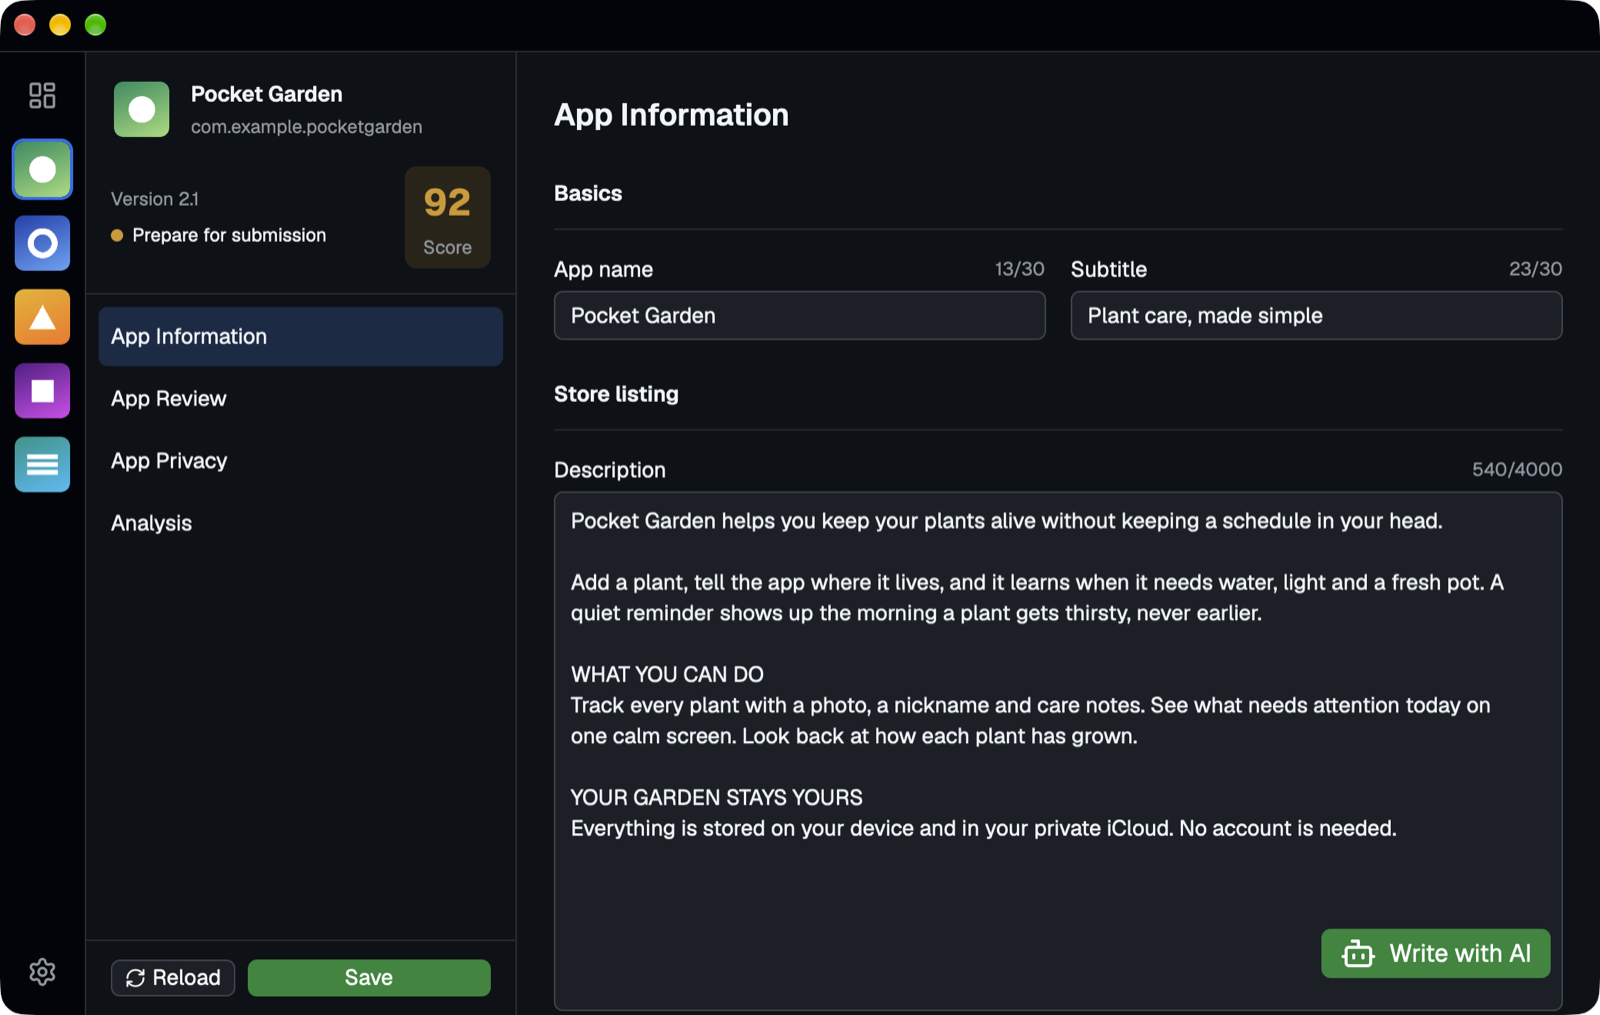 Pocket Garden
com.example.pocketgarden
Version 2.1
Prepare for submission
92
Score
App Information
App Review
App Privacy
Analysis
Reload
Save
App Information
Basics
App name
13/30
Pocket Garden
Subtitle
23/30
Plant care, made simple
Store listing
Description
540/4000
Pocket Garden helps you keep your plants alive without keeping a schedule in your head.
Add a plant, tell the app where it lives, and it learns when it needs water, light and a fresh pot. A
quiet reminder shows up the morning a plant gets thirsty, never earlier.
WHAT YOU CAN DO
Track every plant with a photo, a nickname and care notes. See what needs attention today on
one calm screen. Look back at how each plant has grown.
YOUR GARDEN STAYS YOURS
Everything is stored on your device and in your private iCloud. No account is needed.
Write with AI